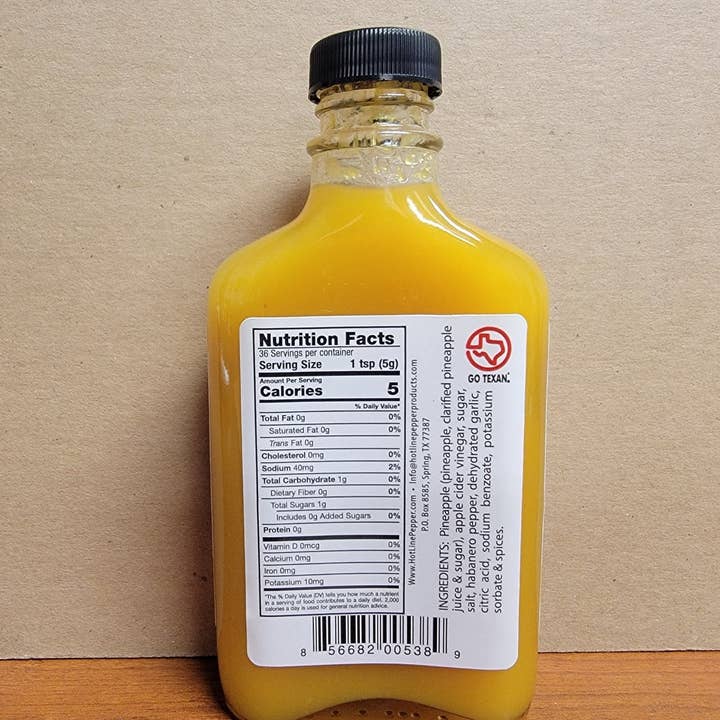 Nutrition Facts
36 Servings per container
Serving Size 1 tsp (5g)
Amount Per Serving
Calories 5
% Daily Value*
Total Fat 0g 0%
Saturated Fat 0g 0%
Trans Fat 0g
Cholesterol 0mg 0%
Sodium 40mg 2%
Total Carbohydrate 1g 0%
Dietary Fiber 0g 0%
Total Sugars 1g
Includes 0g Added Sugars 0%
Protein 0g
Vitamin D 0mcg 0%
Calcium 0mg 0%
Iron 0mg 0%
Potassium 10mg 0%
*The % Daily Value (DV) tells you how much a nutrient
in a serving of food contributes to a daily diet. 2,000
calories a day is used for general nutrition advice.
www.HotLinePepper.com • Info@hotlinepepperproducts.com
P.O. Box 8585, Spring, TX 77387
GO TEXAN.
INGREDIENTS: Pineapple (pineapple, clarified pineapple
juice & sugar), apple cider vinegar, sugar,
salt, habanero pepper, dehydrated garlic,
citric acid, sodium benzoate, potassium
sorbate & spices.
8 56682 00538 9